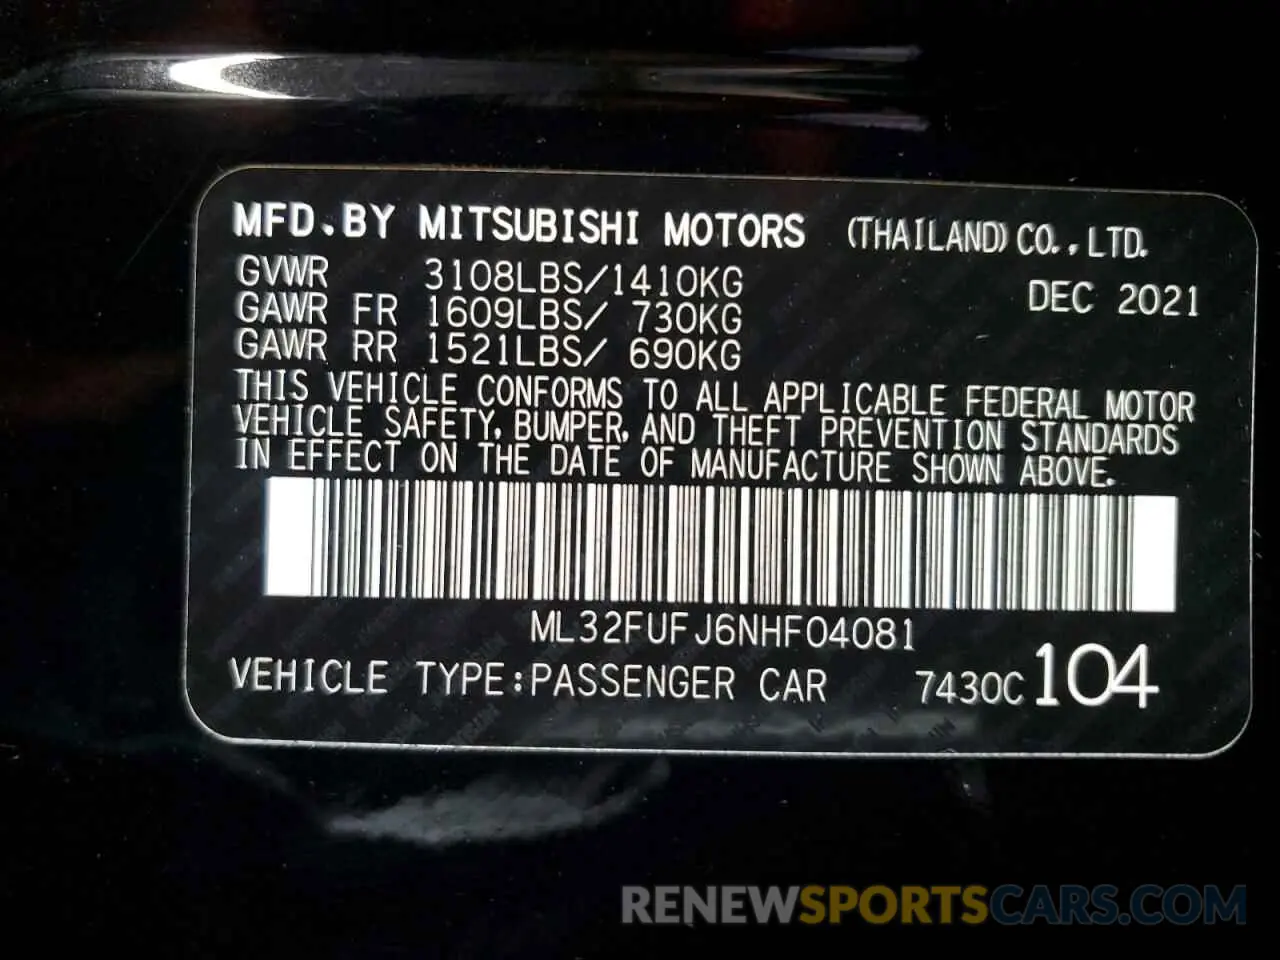 MFD.BY MITSUBISHI MOTORS (THAILAND) CO.,LTD.
GVWR 3108LBS/1410KG DEC 2021
GAWR FR 1609LBS/ 730KG
GAWR RR 1521LBS/ 690KG
THIS VEHICLE CONFORMS TO ALL APPLICABLE FEDERAL MOTOR
VEHICLE SAFETY, BUMPER, AND THEFT PREVENTION STANDARDS
IN EFFECT ON THE DATE OF MANUFACTURE SHOWN ABOVE.
ML32FUFJ6NHF04081
VEHICLE TYPE:PASSENGER CAR 7430C 104
RENEWSPORTSCARS.COM